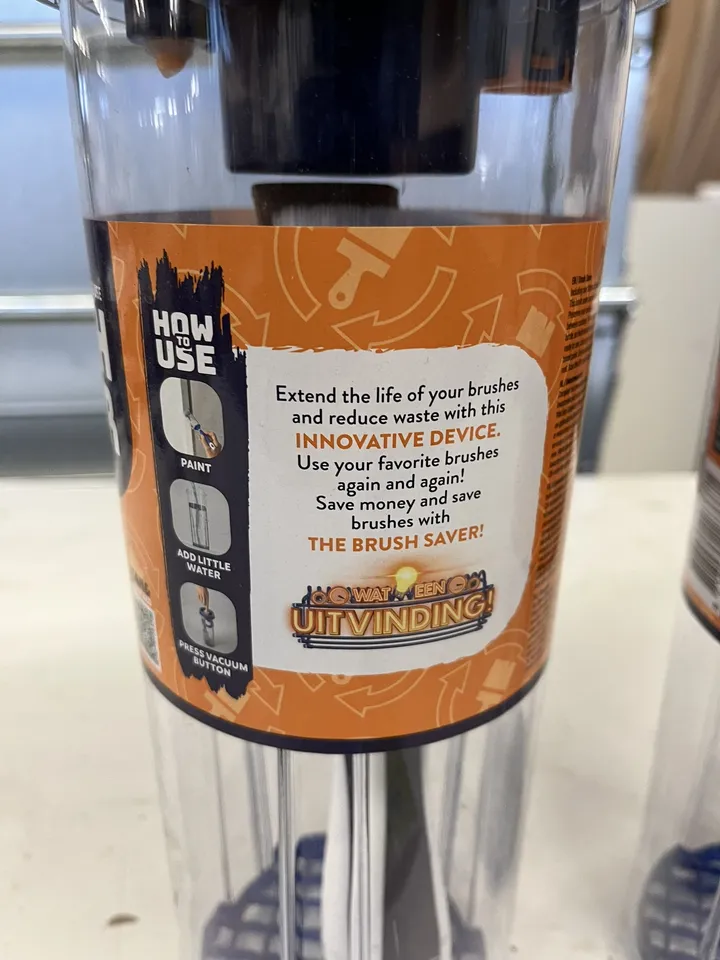 HOW
TO
USE
PAINT
ADD LITTLE
WATER
PRESS VACUUM
BUTTON
Extend the life of your brushes
and reduce waste with this
INNOVATIVE DEVICE.
Use your favorite brushes
again and again!
Save money and save
brushes with
THE BRUSH SAVER!
WAT EEN
UITVINDING!